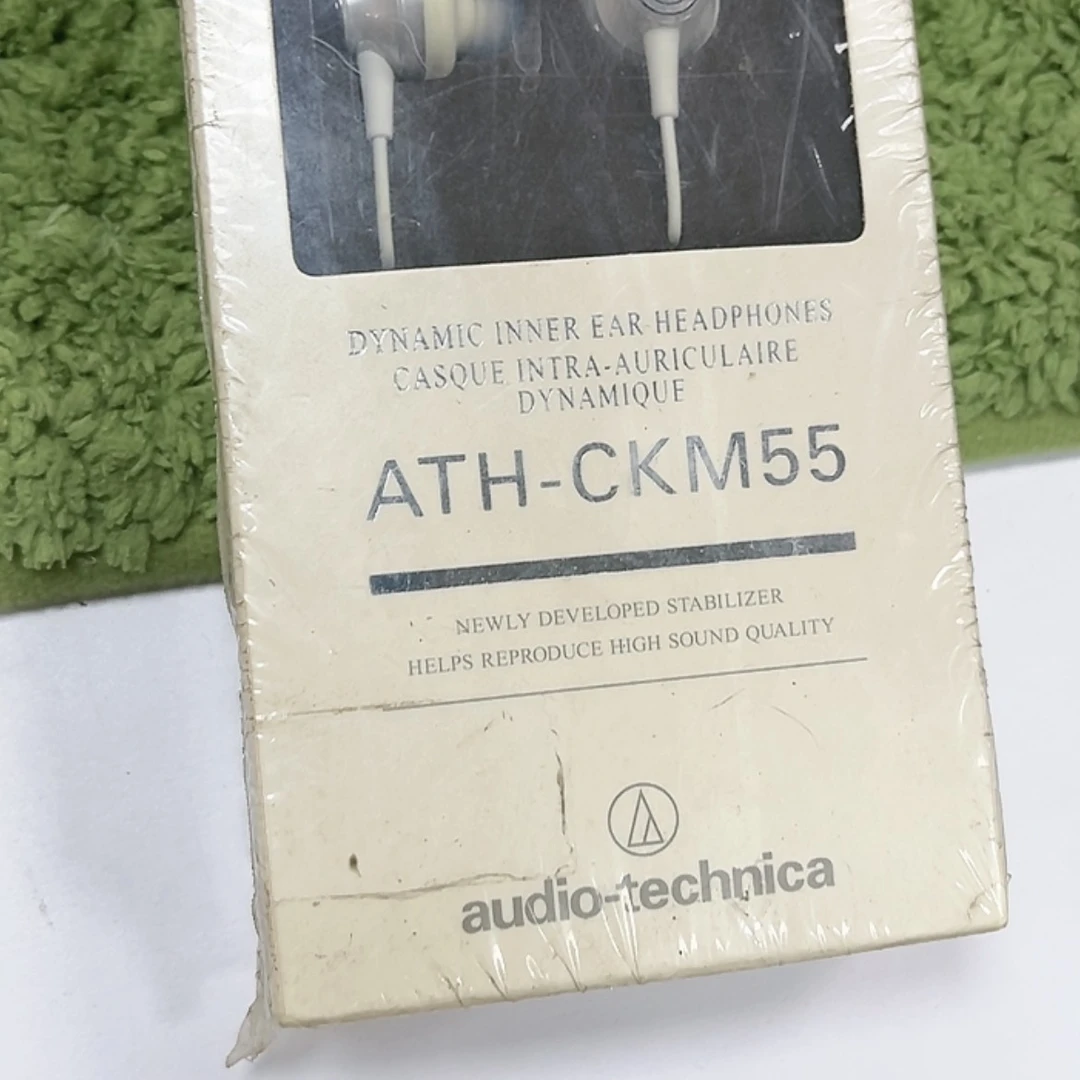 DYNAMIC INNER EAR HEADPHONES
CASQUE INTRA-AURICULAIRE
DYNAMIQUE
ATH-CKM55
NEWLY DEVELOPED STABILIZER
HELPS REPRODUCE HIGH SOUND QUALITY
audio-technica